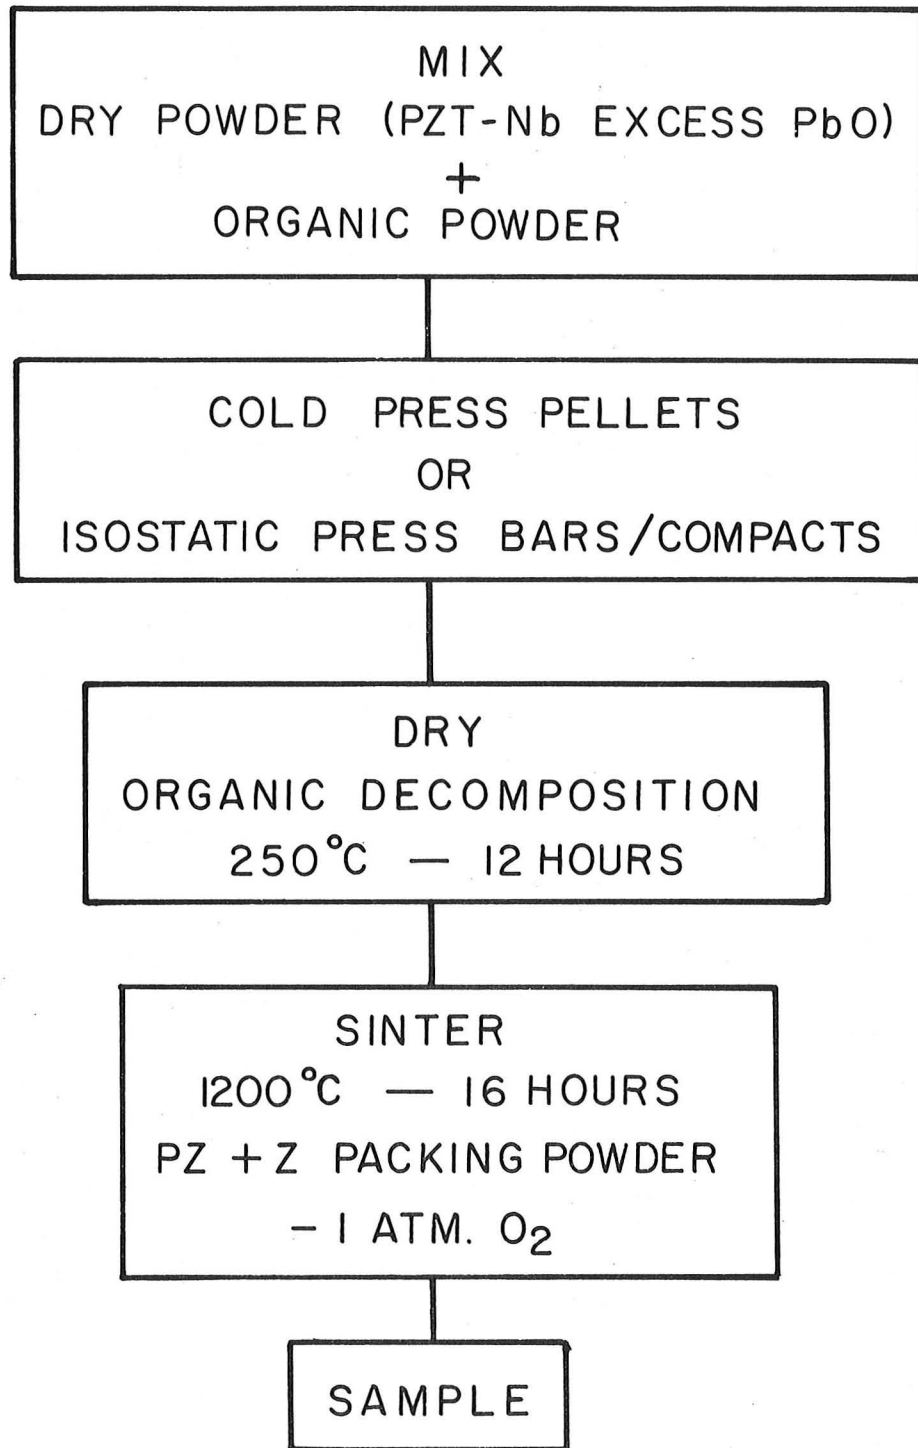 MIX
DRY POWDER (PZT-Nb EXCESS PbO)
+
ORGANIC POWDER
COLD PRESS PELLETS
OR
ISOSTATIC PRESS BARS/COMPACTS
DRY
ORGANIC DECOMPOSITION
250°C — 12 HOURS
SINTER
1200°C — 16 HOURS
PZ + Z PACKING POWDER
- 1 ATM. O₂
SAMPLE